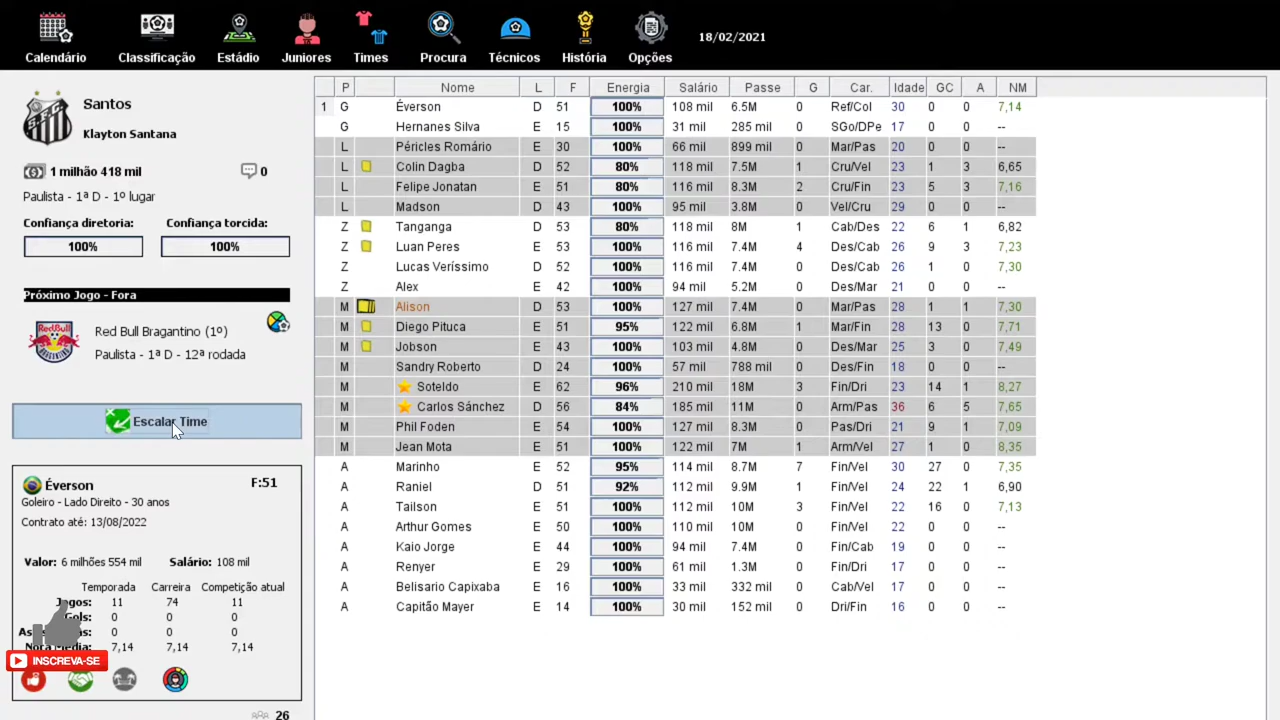 Calendário Classificação Estádio Juniores Times Procura Técnicos História Opções 18/02/2021
Santos
Klayton Santana
1 milhão 418 mil 0
Paulista - 1ª D - 1º lugar
Confiança diretoria: Confiança torcida:
100% 100%
Próximo Jogo - Fora
Red Bull Bragantino (1º)
Paulista - 1ª D - 12ª rodada
Escalar Time
Éverson F:51
Goleiro - Lado Direito - 30 anos
Contrato até: 13/08/2022
Valor: 6 milhões 554 mil Salário: 108 mil
Temporada Carreira Competição atual
Jogos: 11 74 11
Gols: 0 0 0
0 0 0
Nota Média: 7,14 7,14 7,14
INSCREVA-SE
26
P Nome L F Energia Salário Passe G Car. Idade GC A NM
1 G Éverson D 51 100% 108 mil 6.5M 0 Ref/Col 30 0 0 7,14
G Hernanes Silva E 15 100% 31 mil 285 mil 0 SGo/DPe 17 0 0 --
L Péricles Romário E 30 100% 66 mil 899 mil 0 Mar/Pas 20 0 0 --
L Colin Dagba D 52 80% 118 mil 7.5M 1 Cru/Vel 23 1 3 6,65
L Felipe Jonatan E 51 80% 116 mil 8.3M 2 Cru/Fin 23 5 3 7,16
L Madson D 43 100% 95 mil 3.8M 0 Vel/Cru 29 0 0 --
Z Tanganga D 53 80% 118 mil 8M 1 Cab/Des 22 6 1 6,82
Z Luan Peres E 53 100% 116 mil 7.4M 4 Des/Cab 26 9 3 7,23
Z Lucas Veríssimo D 52 100% 116 mil 7.4M 0 Des/Cab 26 1 0 7,30
Z Alex E 42 100% 94 mil 5.2M 0 Des/Mar 21 0 0 --
M Alison D 53 100% 127 mil 7.4M 0 Mar/Pas 28 1 1 7,30
M Diego Pituca E 51 95% 122 mil 6.8M 1 Mar/Fin 28 13 0 7,71
M Jobson E 43 100% 103 mil 4.8M 0 Des/Mar 25 3 0 7,49
M Sandry Roberto D 24 100% 57 mil 788 mil 0 Des/Fin 18 0 0 --
M Soteldo E 62 96% 210 mil 18M 3 Fin/Dri 23 14 1 8,27
M Carlos Sánchez D 56 84% 185 mil 11M 0 Arm/Pas 36 6 5 7,65
M Phil Foden E 54 100% 127 mil 8.3M 0 Pas/Dri 21 9 1 7,09
M Jean Mota E 51 100% 122 mil 7M 1 Arm/Vel 27 1 0 8,35
A Marinho E 52 95% 114 mil 8.7M 7 Fin/Vel 30 27 0 7,35
A Raniel D 51 92% 112 mil 9.9M 1 Fin/Vel 24 22 1 6,90
A Tailson E 51 100% 112 mil 10M 3 Fin/Vel 22 16 0 7,13
A Arthur Gomes E 50 100% 110 mil 10M 0 Fin/Vel 22 0 0 --
A Kaio Jorge E 44 100% 94 mil 7.4M 0 Fin/Cab 19 0 0 --
A Renyer E 29 100% 61 mil 1.3M 0 Fin/Dri 17 0 0 --
A Belisario Capixaba E 16 100% 33 mil 332 mil 0 Cab/Vel 17 0 0 --
A Capitão Mayer E 14 100% 30 mil 152 mil 0 Dri/Fin 16 0 0 --